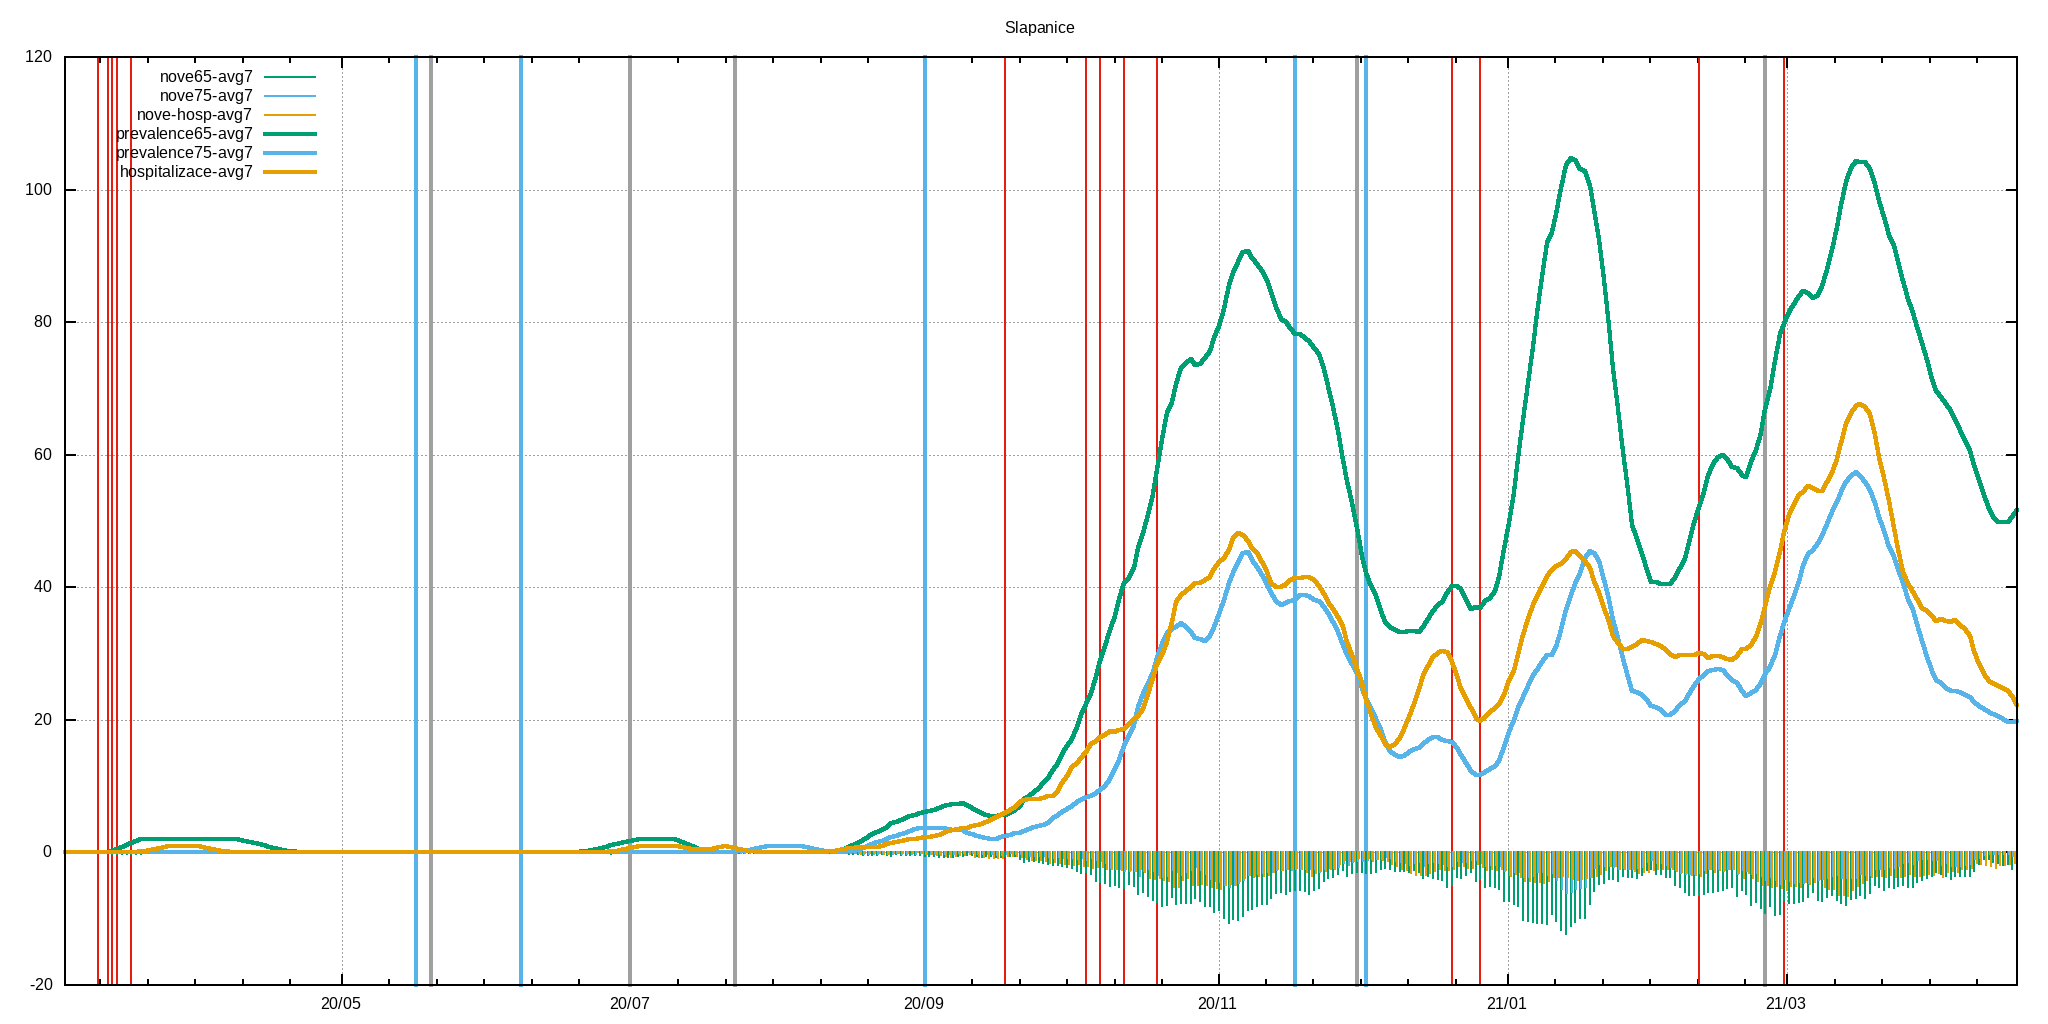 Slapanice
120
nove65-avg7
nove75-avg7
nove-hosp-avg7
prevalence65-avg7
prevalence75-avg7
hospitalizace-avg7
100
80
60
40
20
0
-20
20/05 20/07 20/09 20/11 21/01 21/03